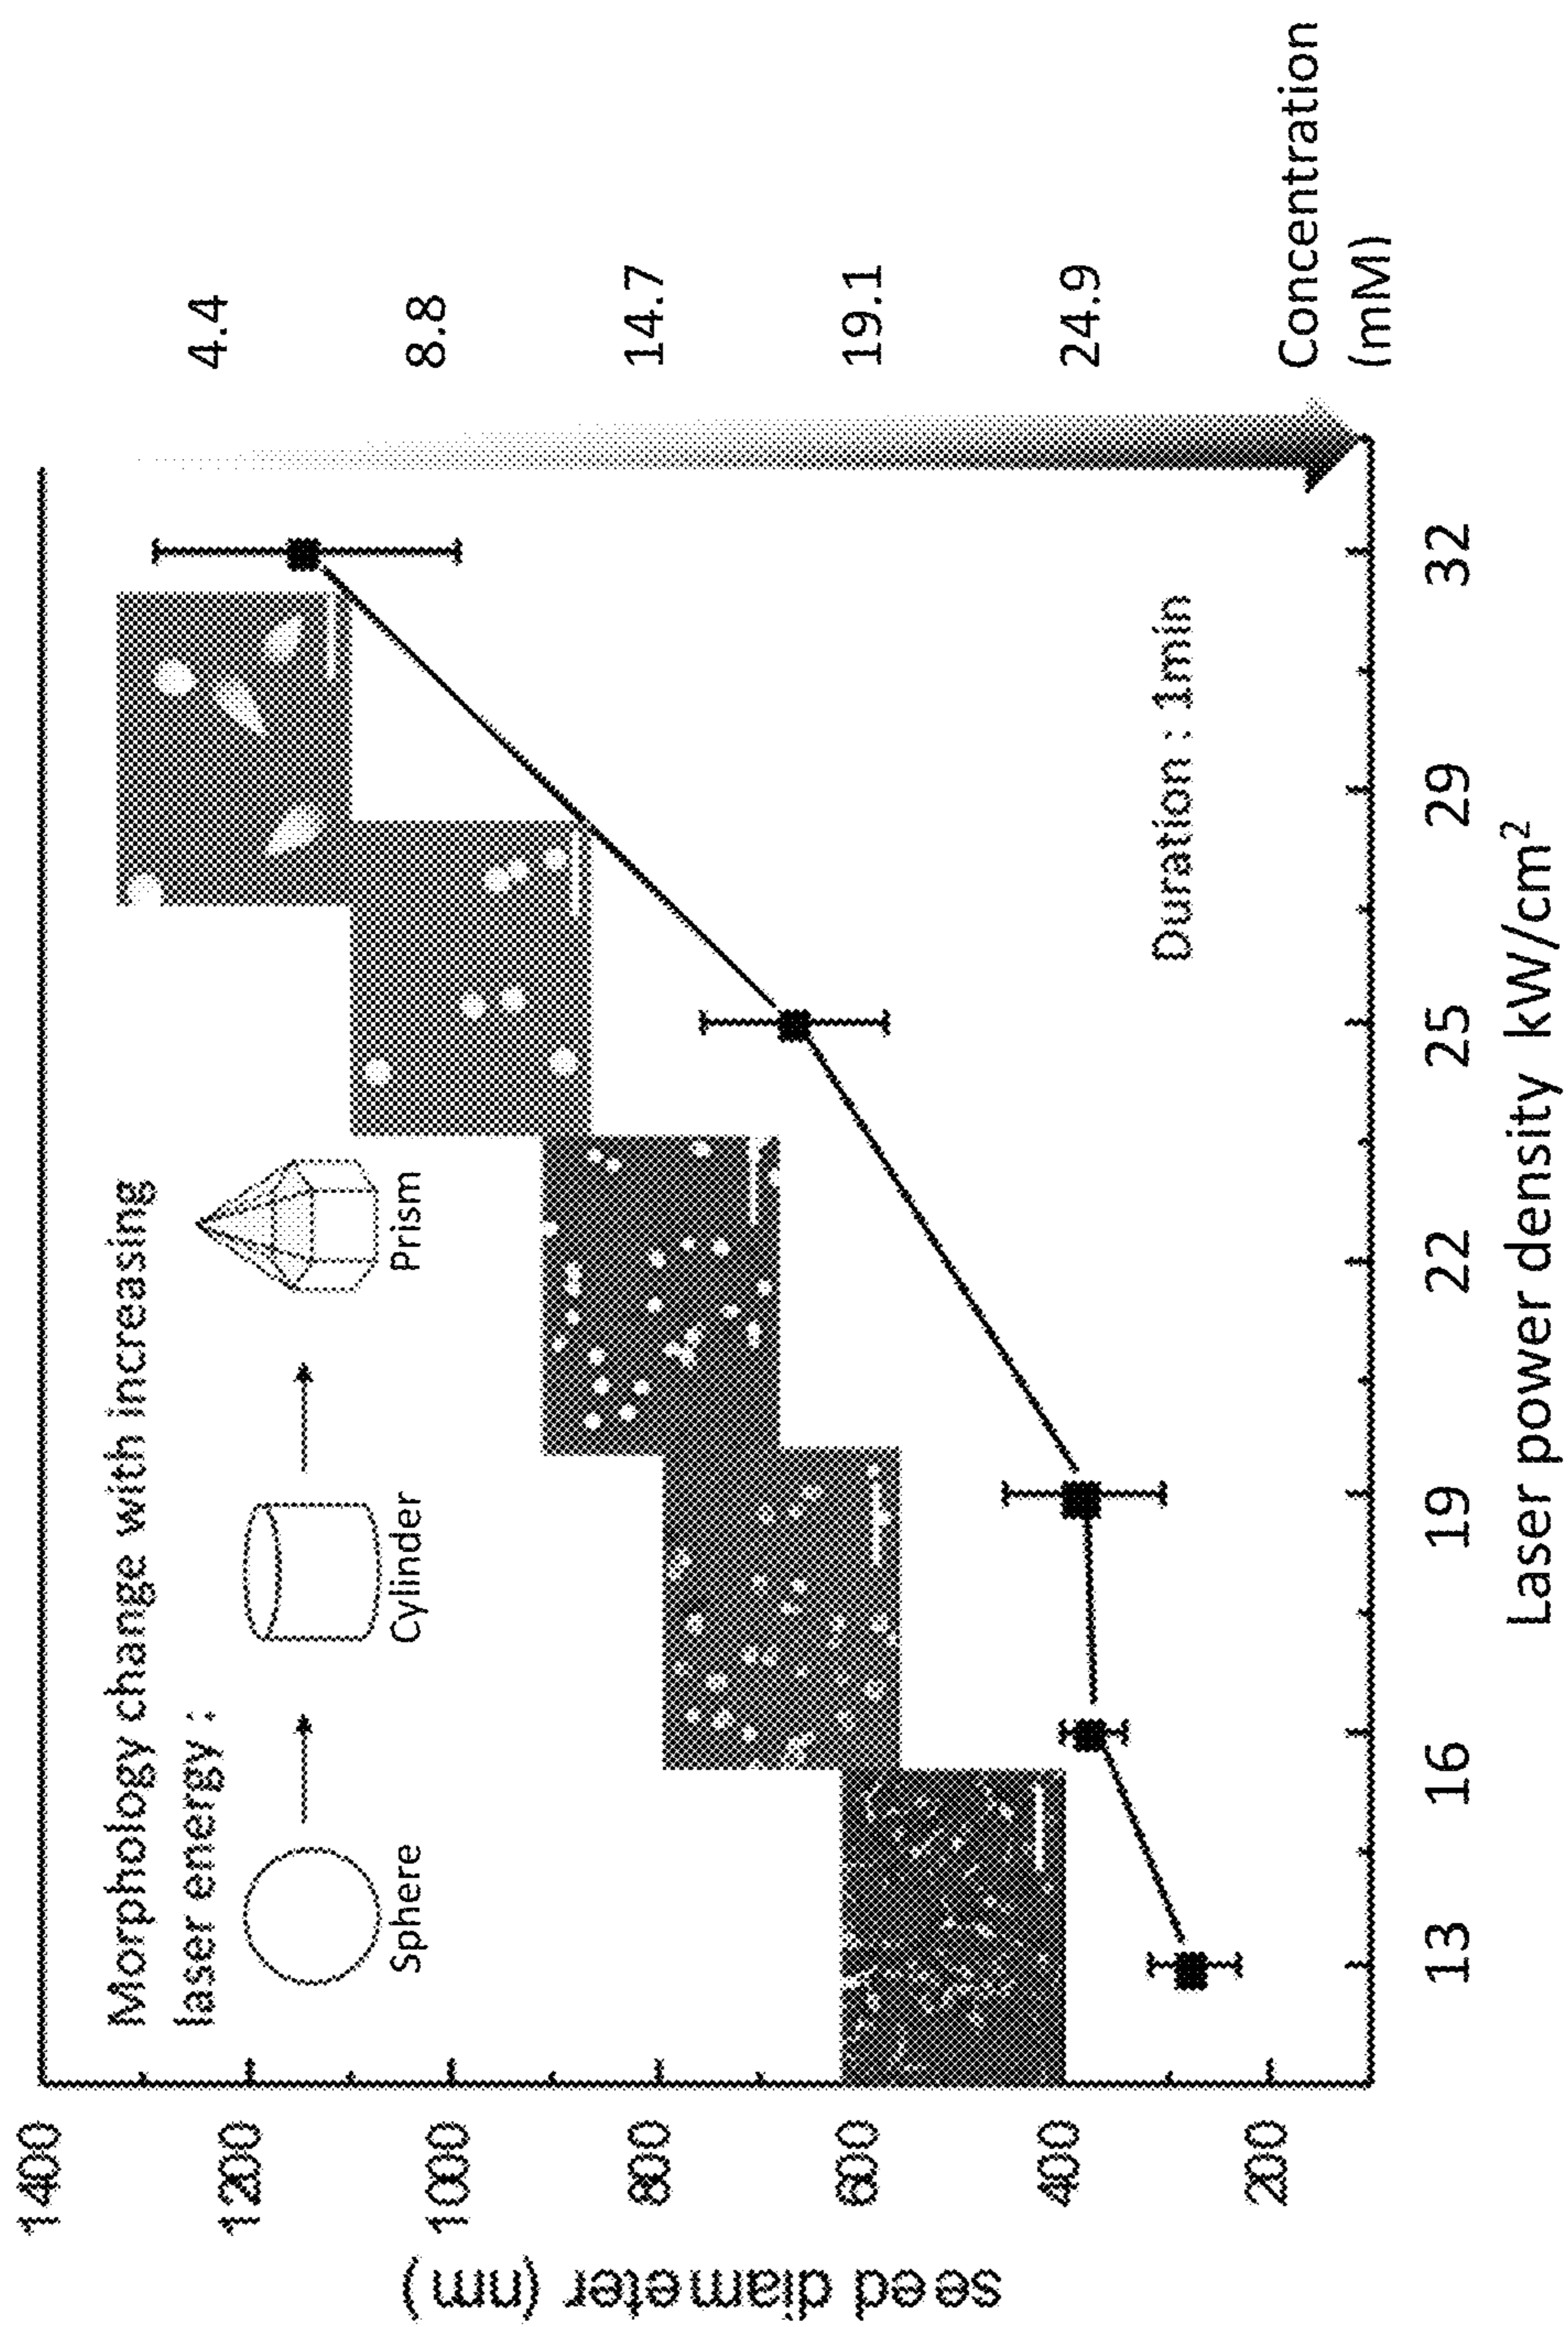 Morphology change with increasing
laser energy :
Sphere
Cylinder
Prism
Duration : 1min
seed diameter (nm)
1400
1200
1000
800
600
400
200
13
16
19
22
25
29
32
Laser power density kW/cm²
4.4
8.8
14.7
19.1
24.9
Concentration
(mM)